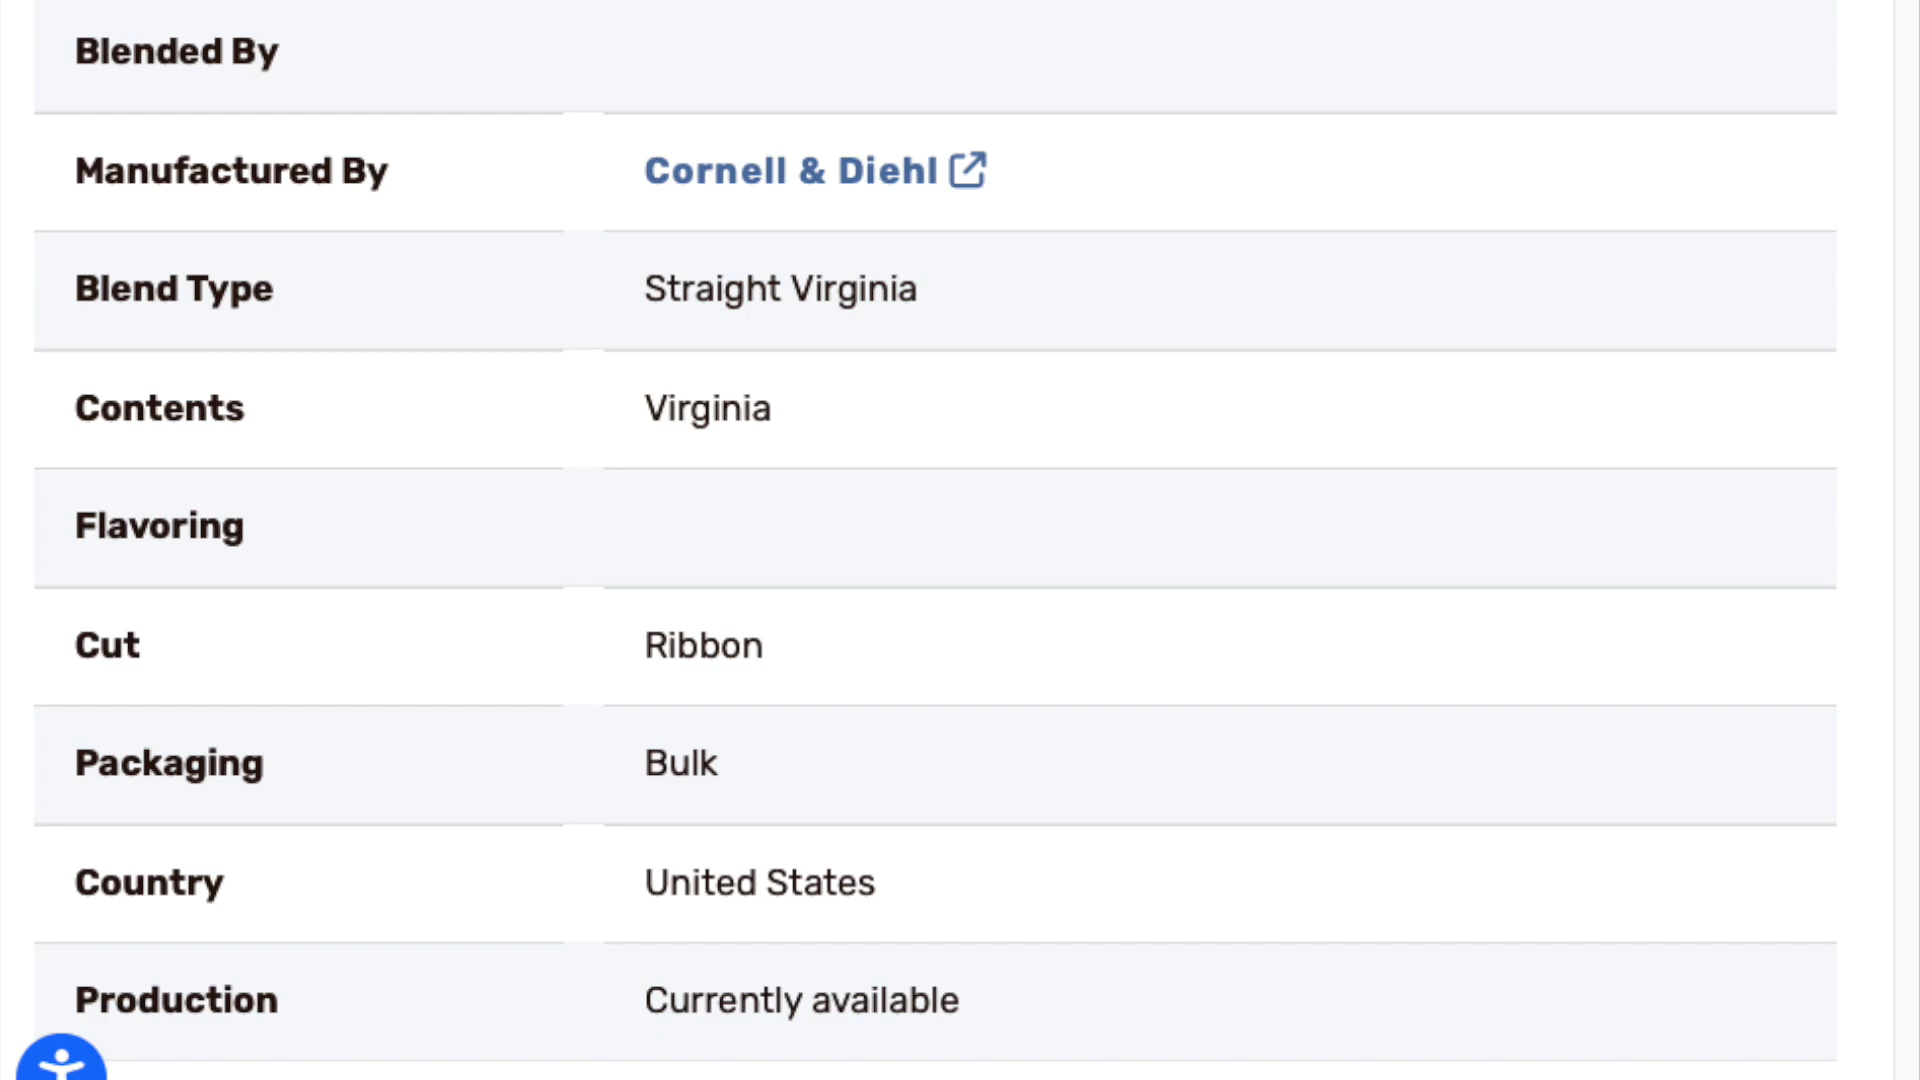 Blended By
Manufactured By Cornell & Diehl
Blend Type Straight Virginia
Contents Virginia
Flavoring
Cut Ribbon
Packaging Bulk
Country United States
Production Currently available